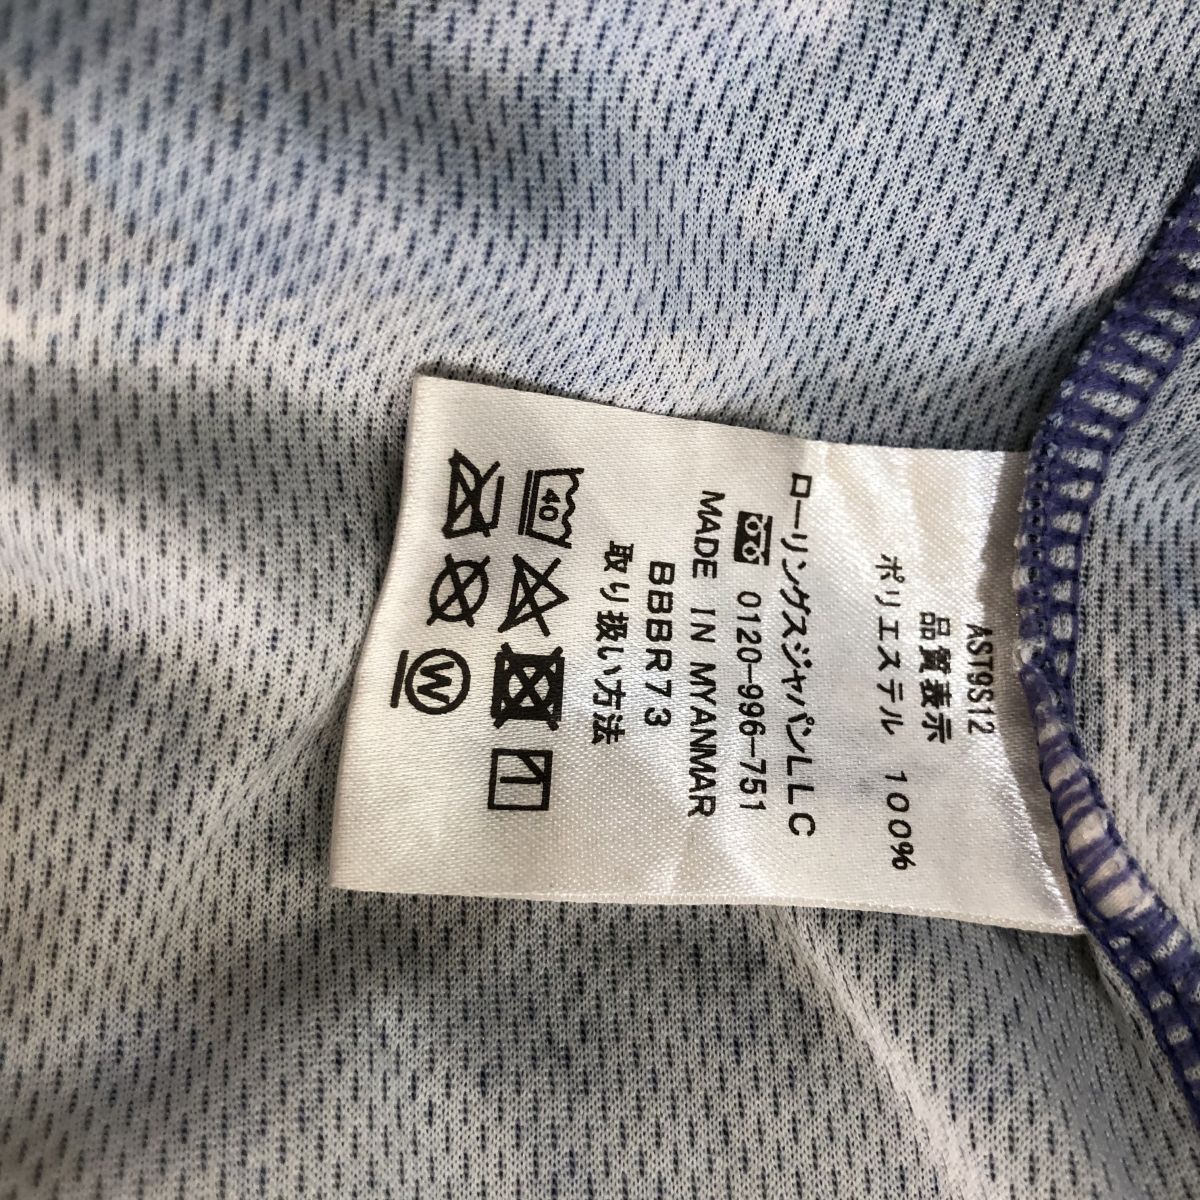 AST9S12
品質表示
ポリエステル 100%
ローリングスジャパンLLC
0120-996-751
MADE IN MYANMAR
BBBR73
取り扱い方法
40
W